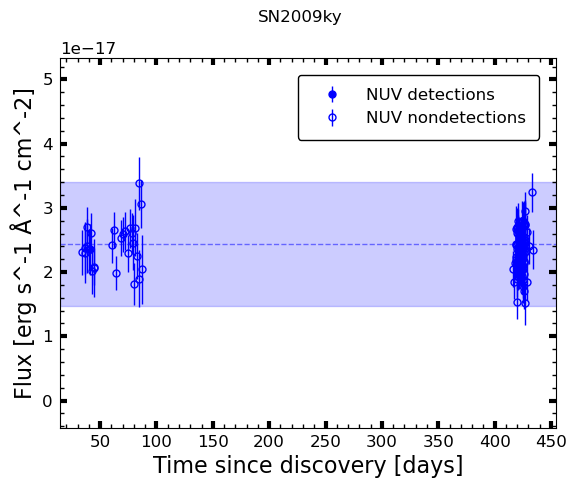 SN2009ky
1e−17
NUV detections
NUV nondetections
5
4
3
2
1
0
Flux [erg s^-1 Å^-1 cm^-2]
50 100 150 200 250 300 350 400 450
Time since discovery [days]